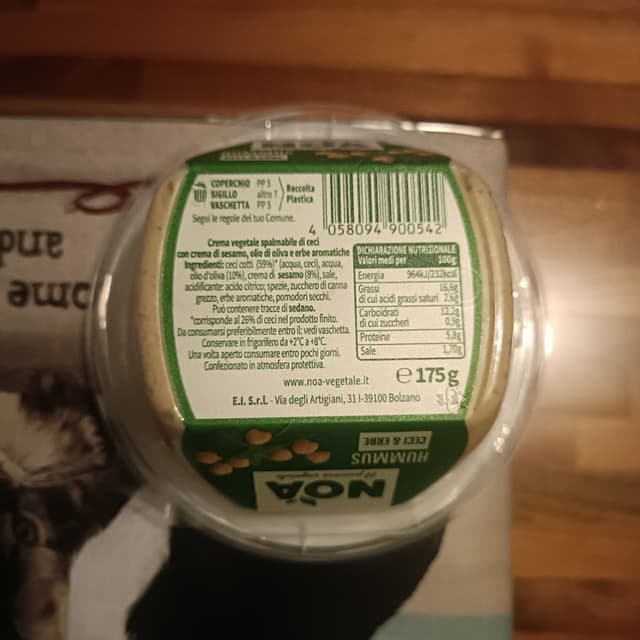 COPERCHIO PP 5
SIGILLO altro 7
VASCHETTA PP 5
Raccolta
Plastica
Segui le regole del tuo Comune.
4 058094 900542
Crema vegetale spalmabile di ceci
con crema di sesamo, olio di oliva e erbe aromatiche
Ingredienti: ceci cotti (59%)* (acqua, ceci), acqua,
olio d'oliva (10%), crema di sesamo (8%), sale,
acidificante: acido citrico; spezie, zucchero di canna
grezzo, erbe aromatiche, pomodori secchi.
Può contenere tracce di sedano.
*corrisponde al 26% di ceci nel prodotto finito.
Da consumarsi preferibilmente entro il: vedi vaschetta.
Conservare in frigorifero da +2°C a +8°C.
Una volta aperto consumare entro pochi giorni.
Confezionato in atmosfera protettiva.
www.noa-vegetale.it
E.I. S.r.l. - Via degli Artigiani, 31 I-39100 Bolzano
DICHIARAZIONE NUTRIZIONALE
Valori medi per 100g
Energia 964kJ/232kcal
Grassi 16,6g
di cui acidi grassi saturi 2,6g
Carboidrati 12,2g
di cui zuccheri 0,9g
Proteine 5,8g
Sale 1,70g
e 175 g
NOA
HUMMUS
CECI & ERBE
and
ome